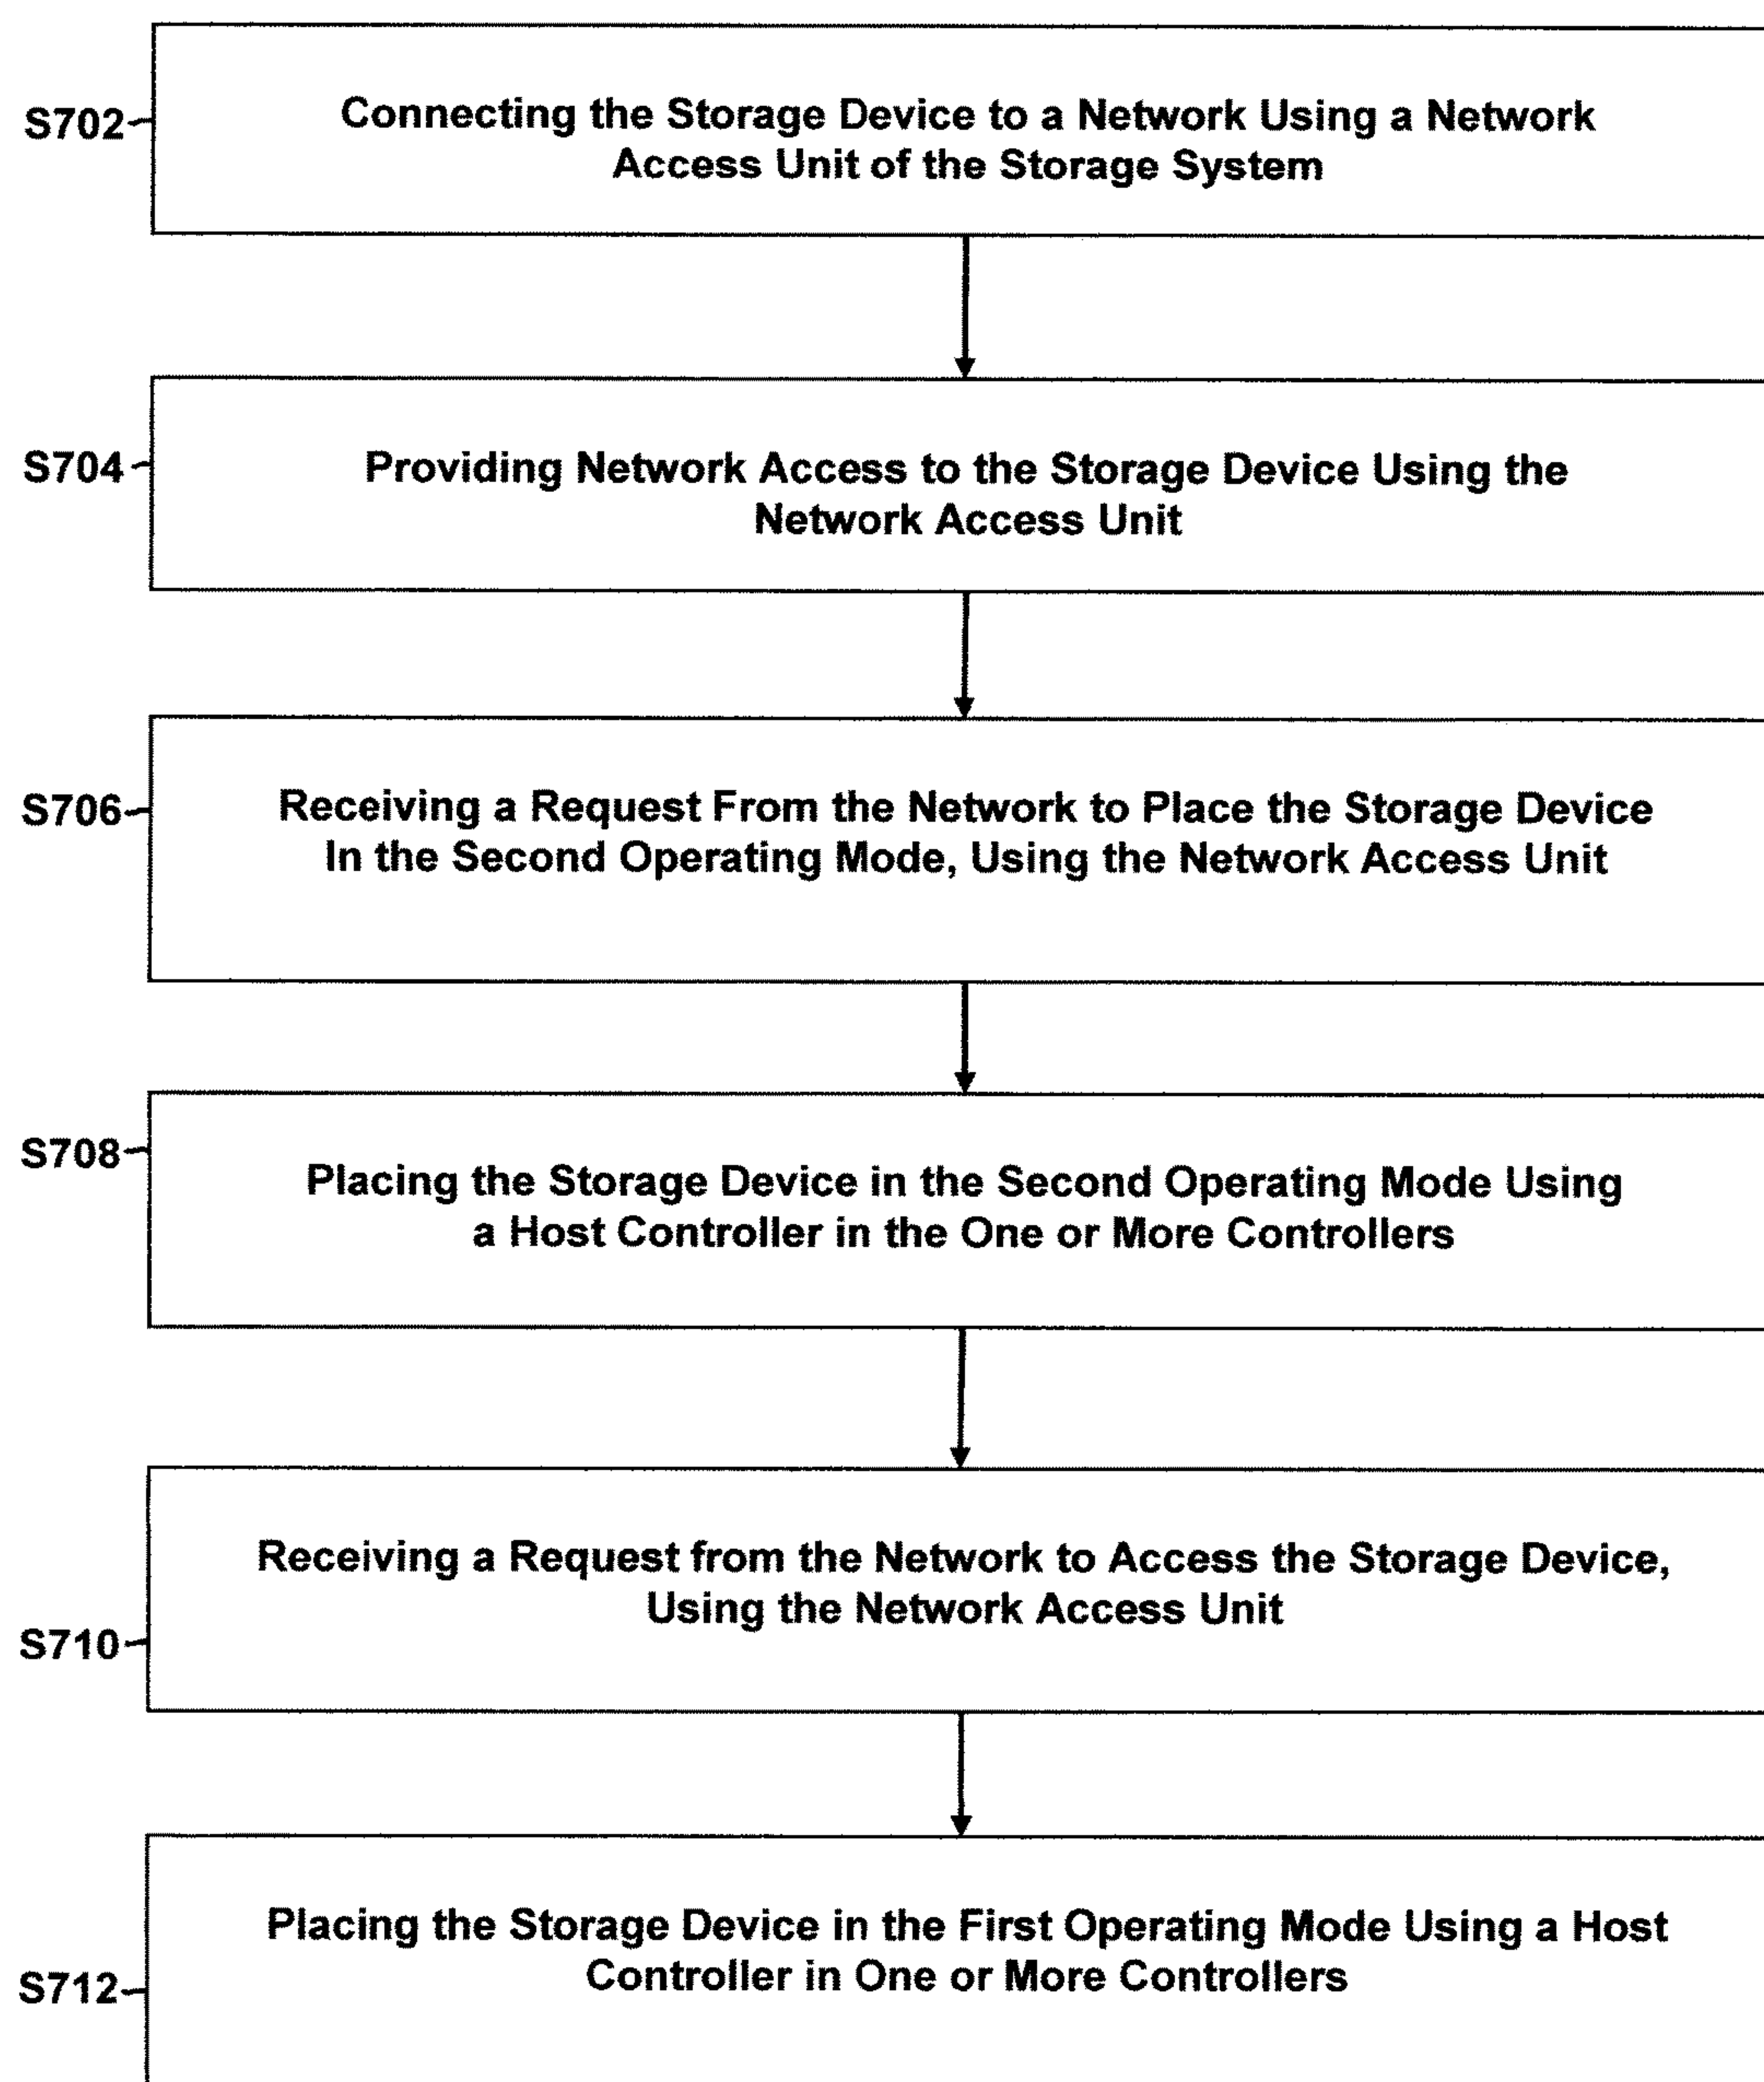 S702
Connecting the Storage Device to a Network Using a Network
Access Unit of the Storage System
S704
Providing Network Access to the Storage Device Using the
Network Access Unit
S706
Receiving a Request From the Network to Place the Storage Device
In the Second Operating Mode, Using the Network Access Unit
S708
Placing the Storage Device in the Second Operating Mode Using
a Host Controller in the One or More Controllers
S710
Receiving a Request from the Network to Access the Storage Device,
Using the Network Access Unit
S712
Placing the Storage Device in the First Operating Mode Using a Host
Controller in One or More Controllers